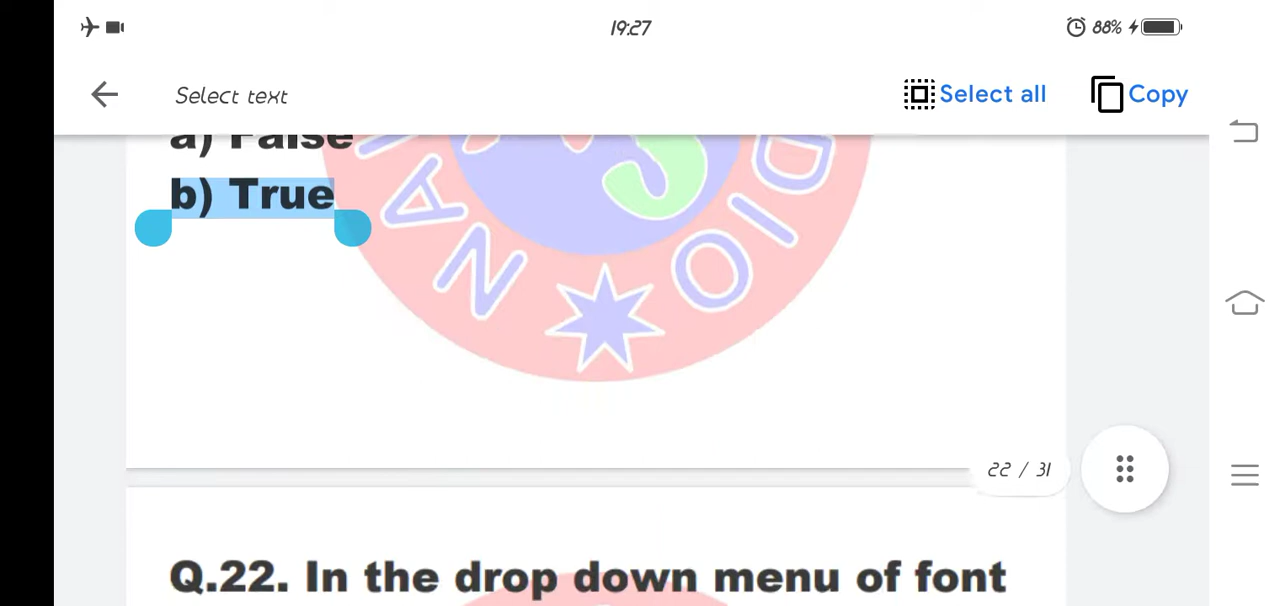 19:27
88%
Select text
Select all
Copy
a) False
b) True
22 / 31
Q.22. In the drop down menu of font